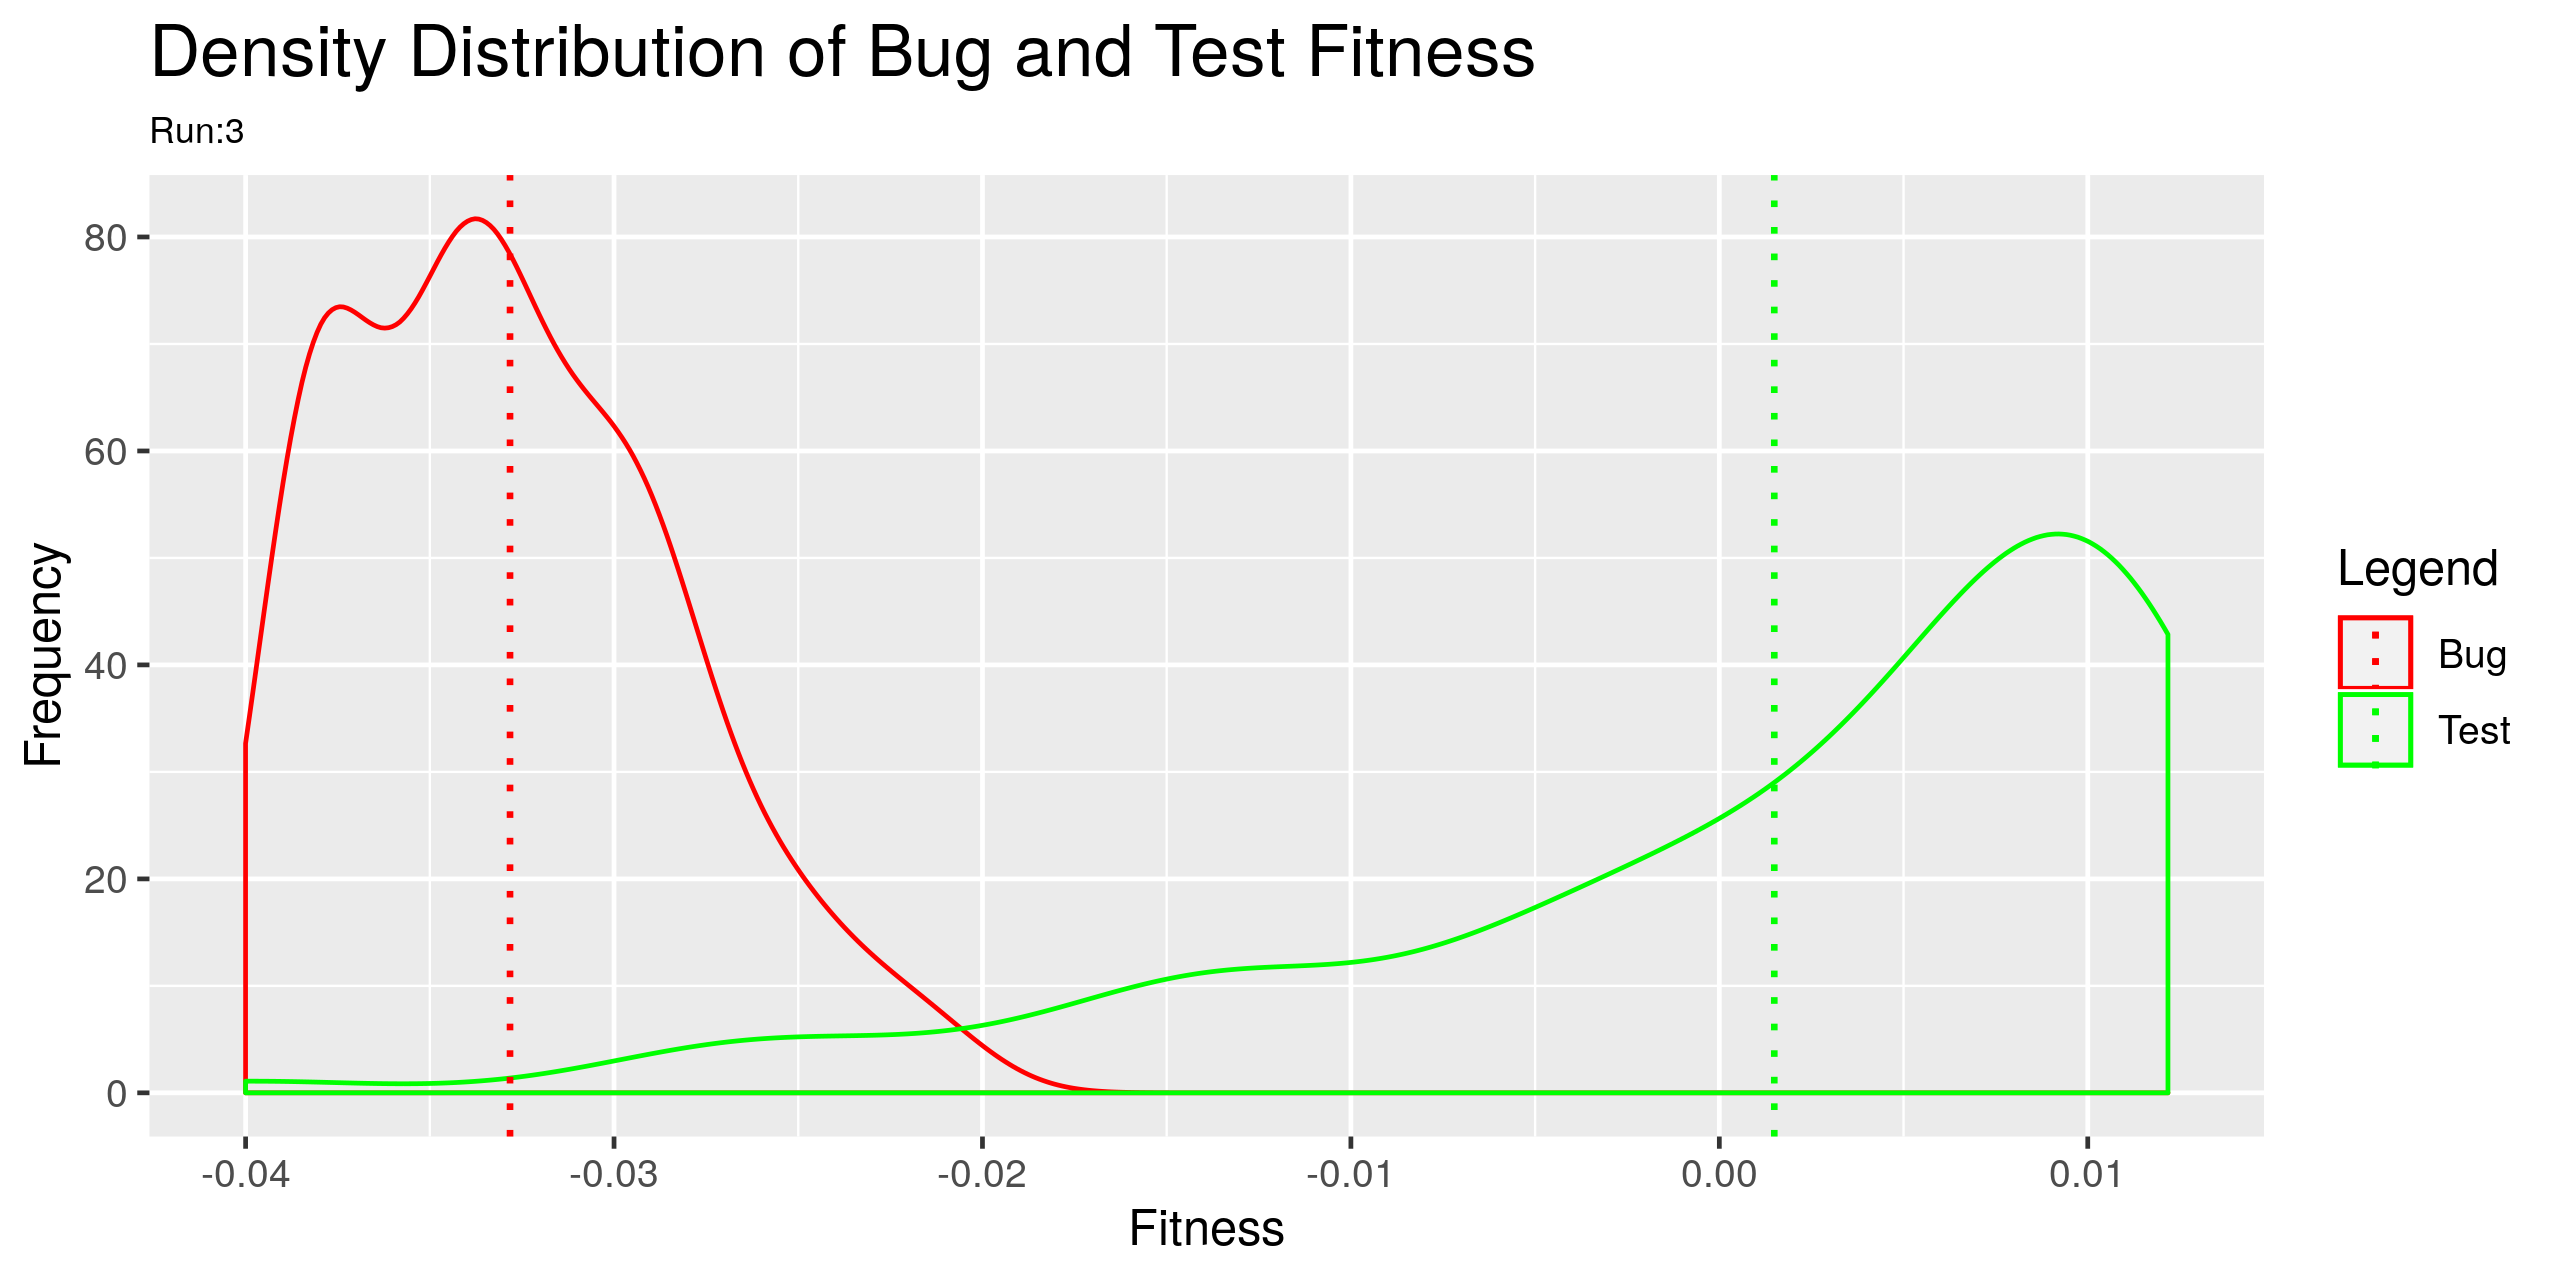 Density Distribution of Bug and Test Fitness
Run:3
80
60
40
20
0
Frequency
-0.04
-0.03
-0.02
-0.01
0.00
0.01
Fitness
Legend
Bug
Test